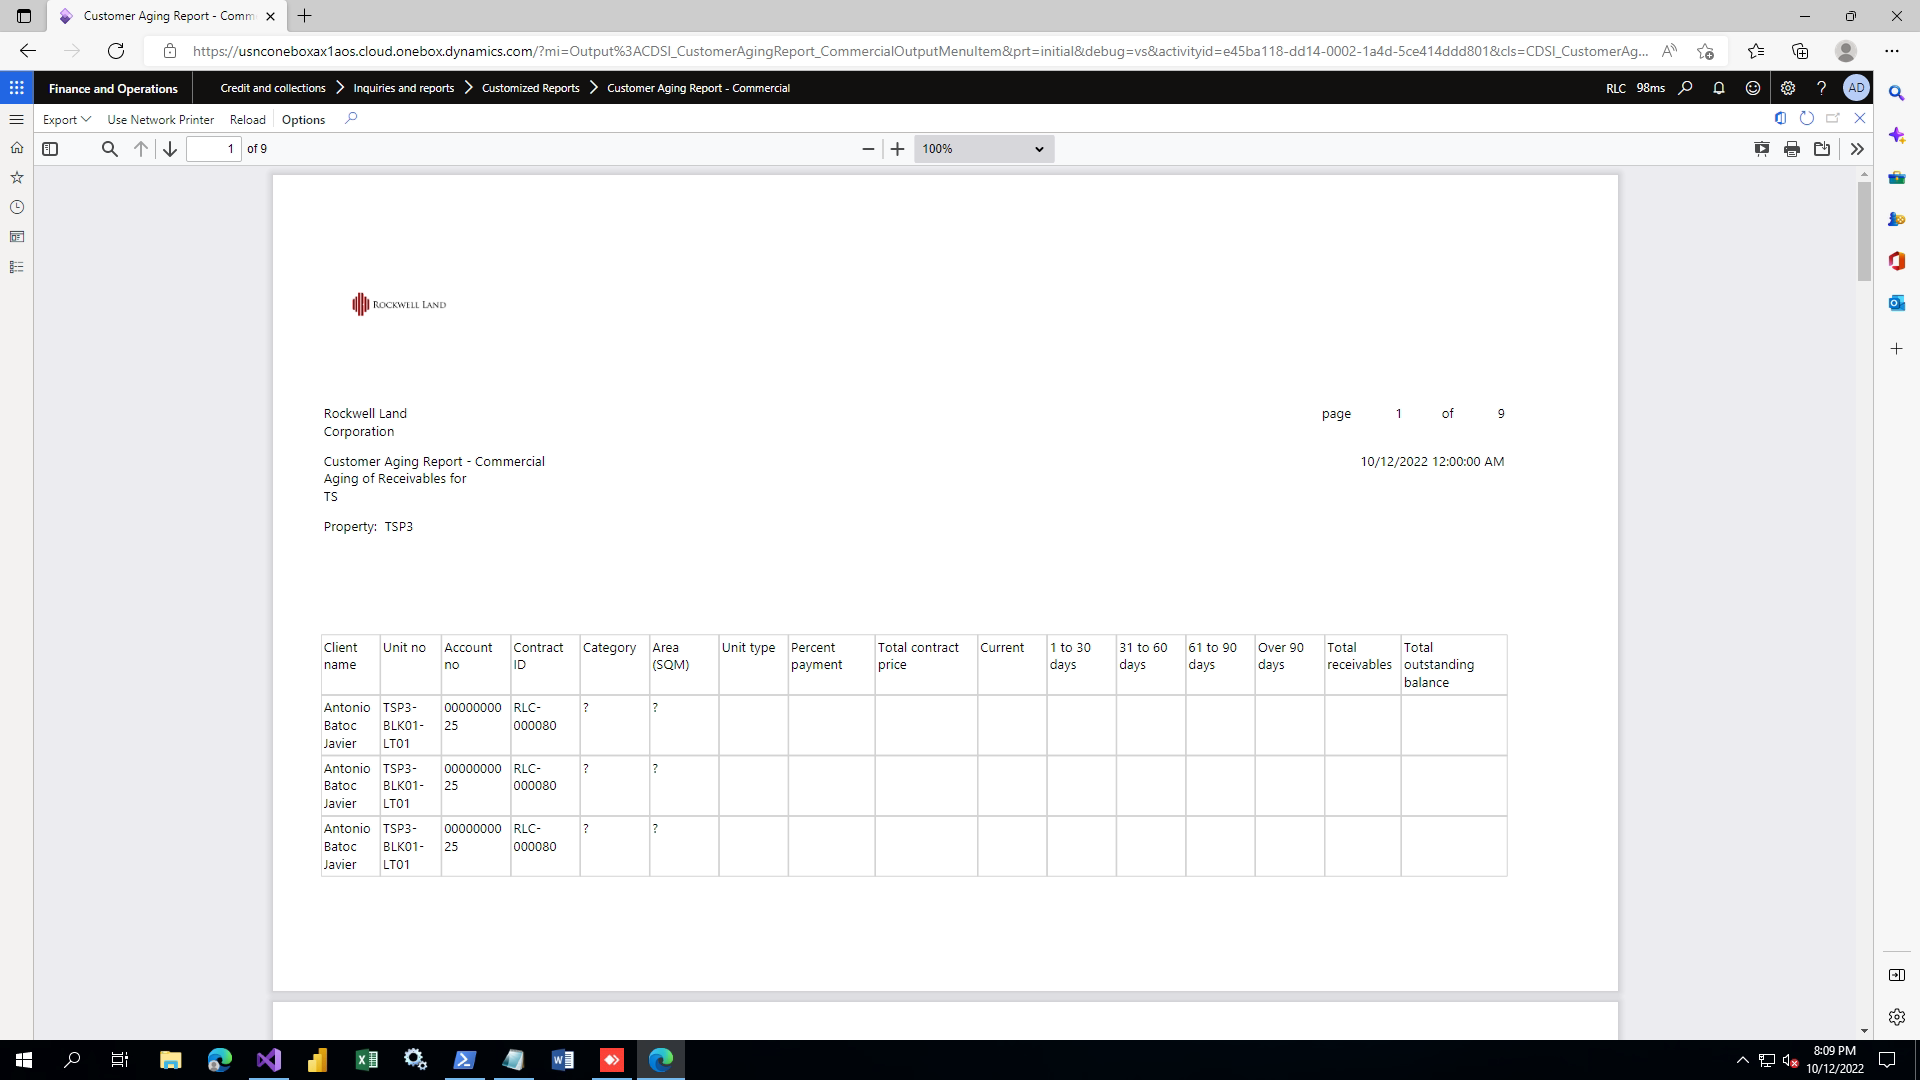 Customer Aging Report - Comm
https://usnconeboxax1aos.cloud.onebox.dynamics.com/?mi=Output%3ACDSI_CustomerAgingReport_CommercialOutputMenuItem&prt=initial&debug=vs&activityid=e45ba118-dd14-0002-1a4d-5ce414ddd801&cls=CDSI_CustomerAg...
Finance and Operations
Credit and collections > Inquiries and reports > Customized Reports > Customer Aging Report - Commercial
RLC 98ms ? AD
Export Use Network Printer Reload Options
1 of 9 100%
ROCKWELL LAND
Rockwell Land
Corporation
page 1 of 9
Customer Aging Report - Commercial
10/12/2022 12:00:00 AM
Aging of Receivables for
TS
Property: TSP3
Client name Unit no Account no Contract ID Category Area (SQM) Unit type Percent payment Total contract price Current 1 to 30 days 31 to 60 days 61 to 90 days Over 90 days Total receivables Total outstanding balance
Antonio Batoc Javier TSP3-BLK01-LT01 0000000025 RLC-000080 ? ?
Antonio Batoc Javier TSP3-BLK01-LT01 0000000025 RLC-000080 ? ?
Antonio Batoc Javier TSP3-BLK01-LT01 0000000025 RLC-000080 ? ?
8:09 PM
10/12/2022